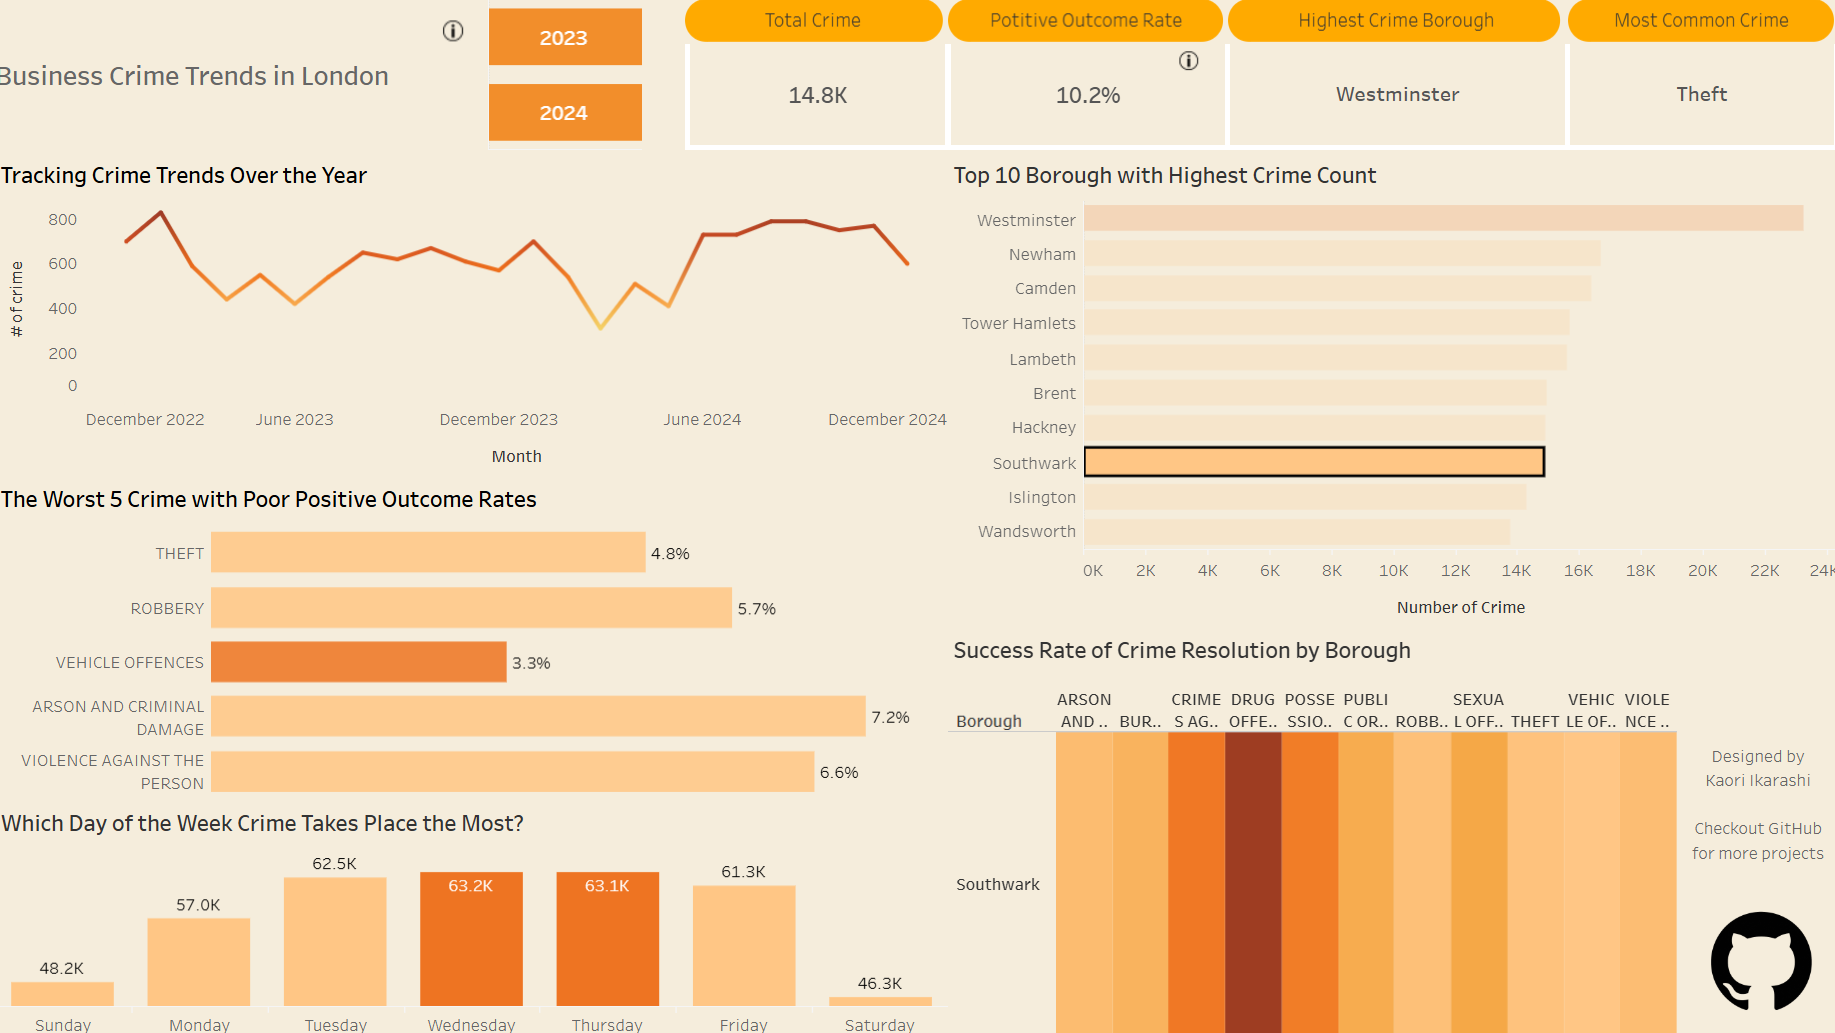 Business Crime Trends in London
2023
2024
Total Crime
14.8K
Potitive Outcome Rate
10.2%
Highest Crime Borough
Westminster
Most Common Crime
Theft
Tracking Crime Trends Over the Year
# of crime
800
600
400
200
0
December 2022 June 2023 December 2023 June 2024 December 2024
Month
Top 10 Borough with Highest Crime Count
Westminster
Newham
Camden
Tower Hamlets
Lambeth
Brent
Hackney
Southwark
Islington
Wandsworth
0K 2K 4K 6K 8K 10K 12K 14K 16K 18K 20K 22K 24K
Number of Crime
The Worst 5 Crime with Poor Positive Outcome Rates
THEFT 4.8%
ROBBERY 5.7%
VEHICLE OFFENCES 3.3%
ARSON AND CRIMINAL
DAMAGE
7.2%
VIOLENCE AGAINST THE
PERSON
6.6%
Which Day of the Week Crime Takes Place the Most?
48.2K 57.0K 62.5K 63.2K 63.1K 61.3K 46.3K
Sunday Monday Tuesday Wednesday Thursday Friday Saturday
Success Rate of Crime Resolution by Borough
ARSON CRIME DRUG POSSE PUBLI SEXUA VEHIC VIOLE
Borough AND .. BUR.. S AG.. OFFE.. SSIO.. C OR.. ROBB.. L OFF.. THEFT LE OF.. NCE ..
Southwark
Designed by
Kaori Ikarashi
Checkout GitHub
for more projects